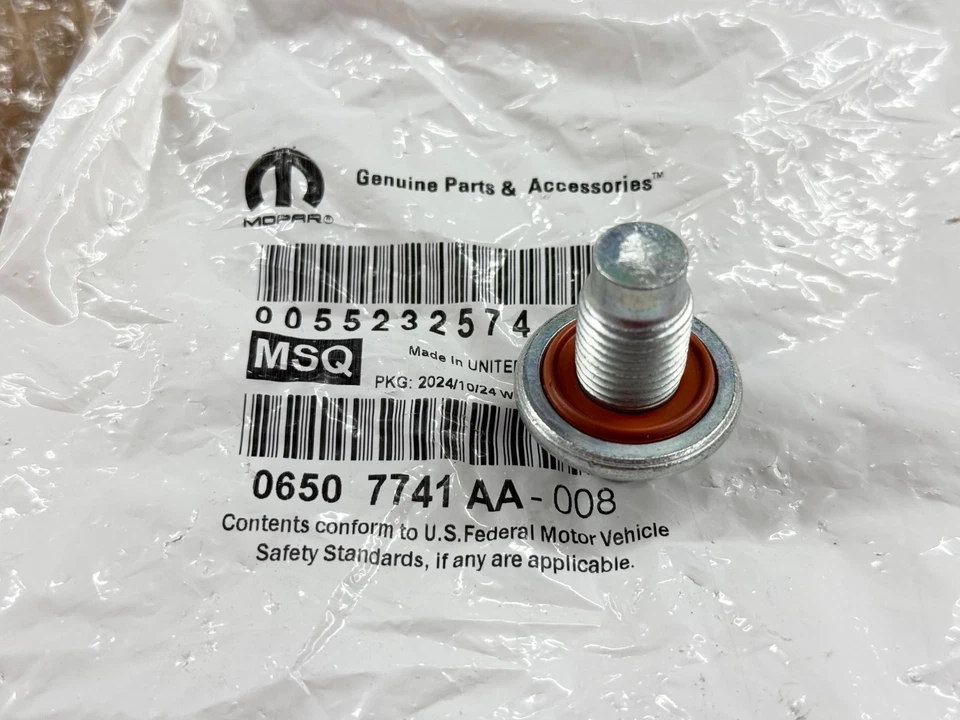 MOPAR®
Genuine Parts & Accessories™
0055232574
MSQ
Made In UNITE
PKG: 2024/10/24 W
0650 7741 AA - 008
Contents conform to U.S. Federal Motor Vehicle
Safety Standards, if any are applicable.